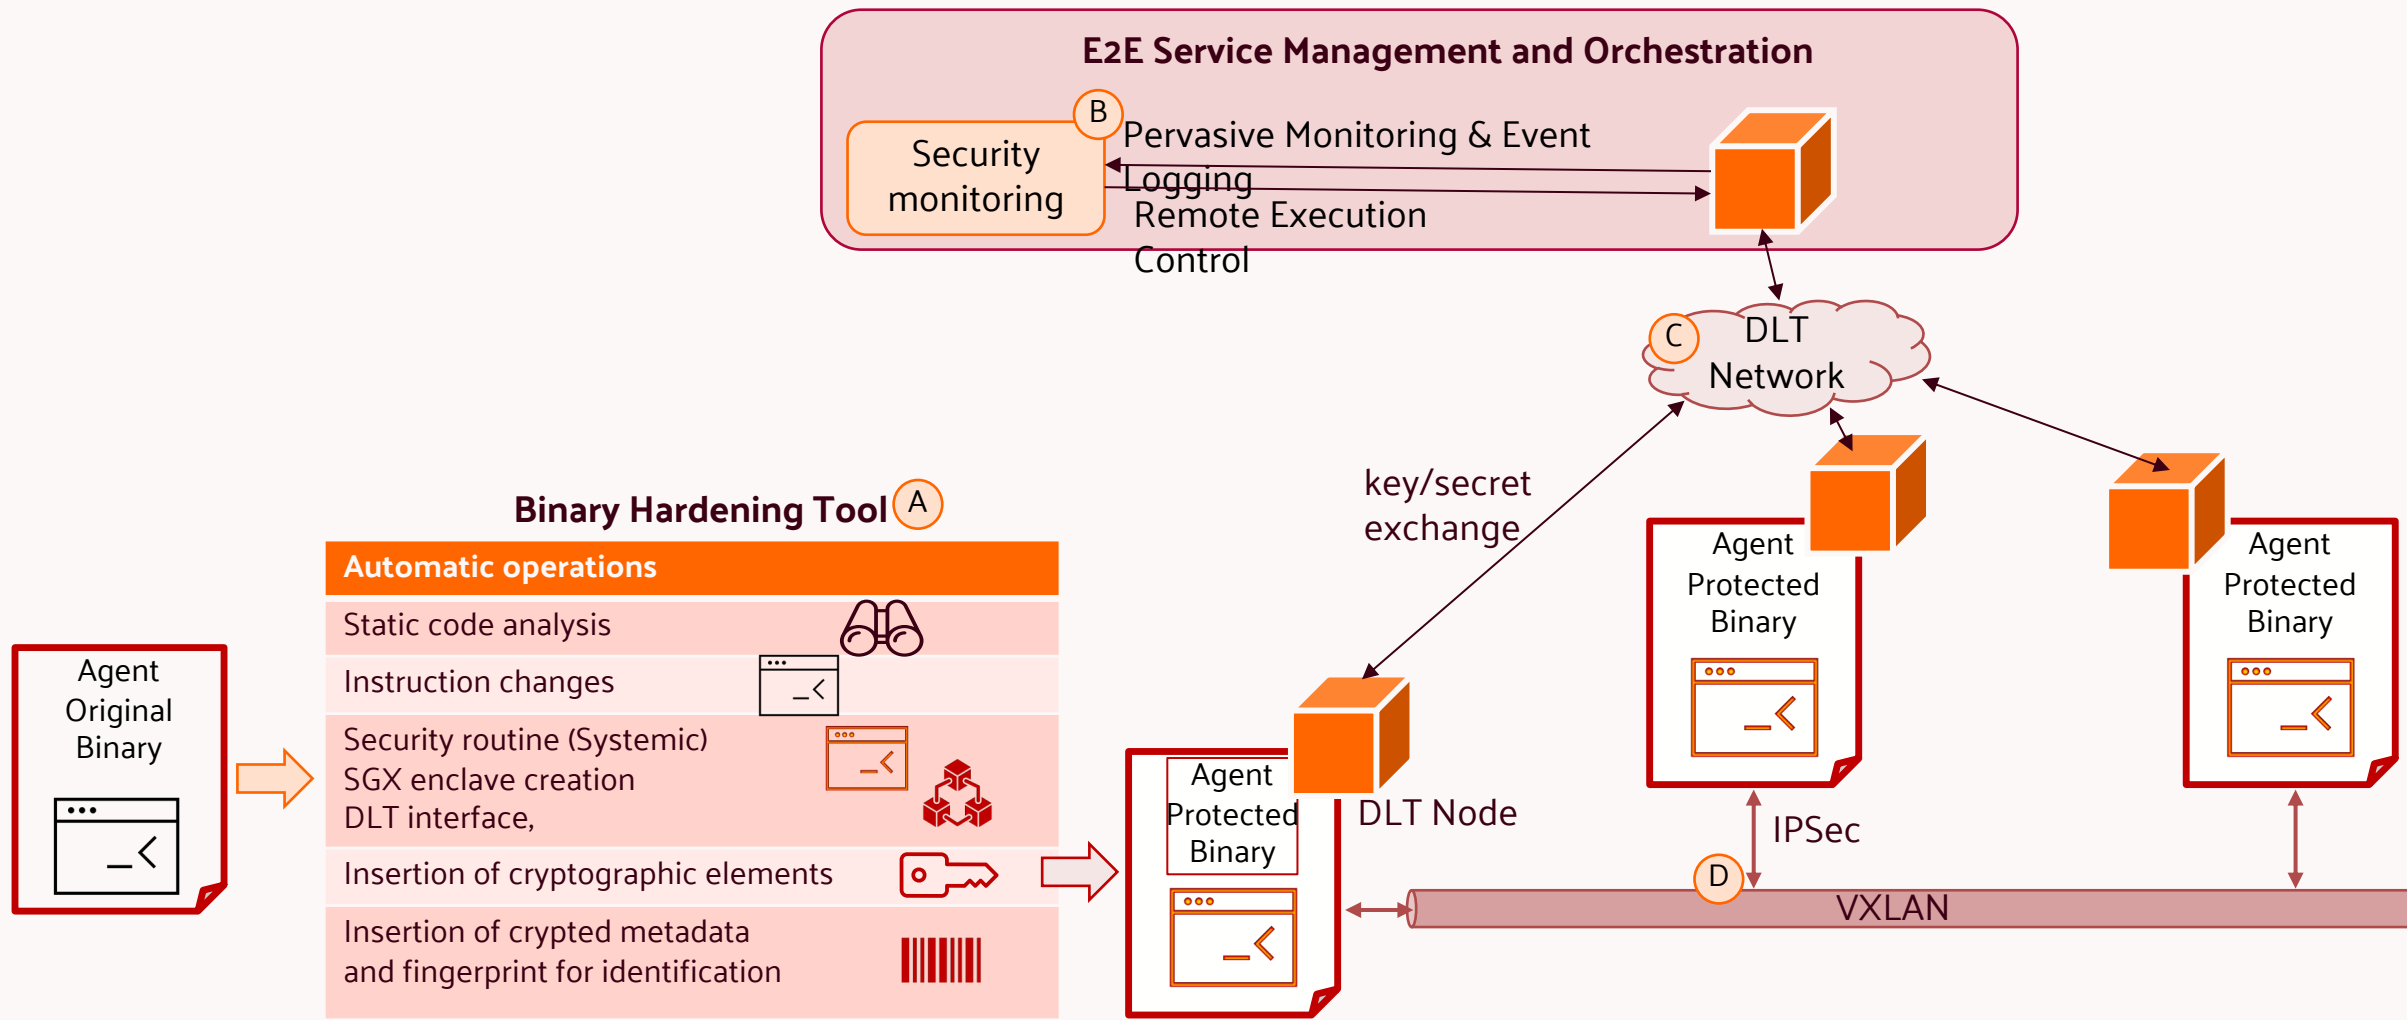 E2E Service Management and Orchestration
B
Security
monitoring
Pervasive Monitoring & Event
Logging
Remote Execution
Control
C
DLT
Network
key/secret
exchange
Binary Hardening Tool
A
Automatic operations
Static code analysis
Instruction changes
Security routine (Systemic)
SGX enclave creation
DLT interface,
Insertion of cryptographic elements
Insertion of crypted metadata
and fingerprint for identification
Agent
Original
Binary
Agent
Protected
Binary
DLT Node
Agent
Protected
Binary
Agent
Protected
Binary
IPSec
D
VXLAN